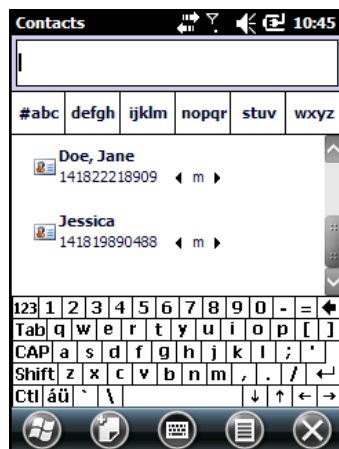 Contacts 10:45
#abc defgh ijklm nopqr stuv wxyz
Doe, Jane
141822218909 m
Jessica
141819890488 m
123 1 2 3 4 5 6 7 8 9 0 - =
Tab q w e r t y u i o p [ ]
CAP a s d f g h j k l ; '
Shift z x c v b n m , . /
Ctl áü ` \